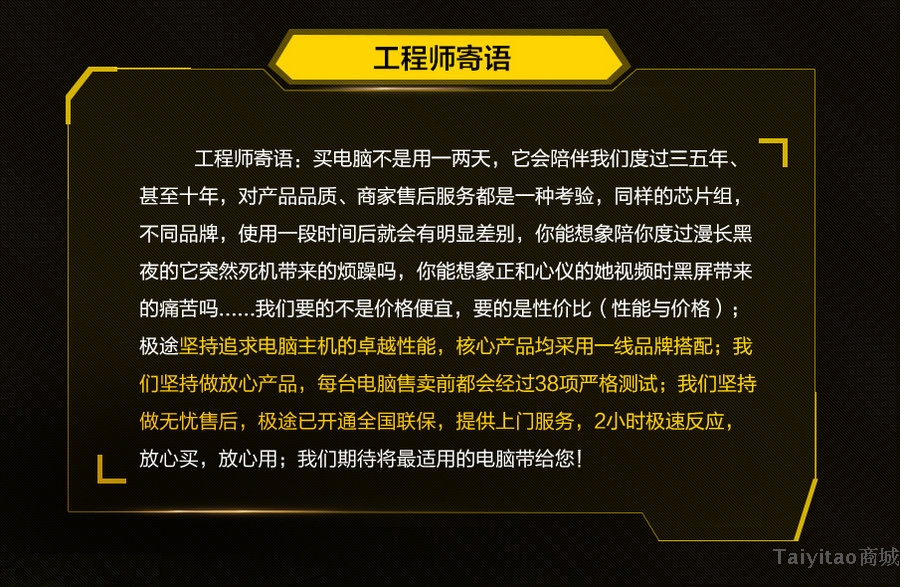 工程师寄语
工程师寄语：买电脑不是用一两天，它会陪伴我们度过三五年、
甚至十年，对产品品质、商家售后服务都是一种考验，同样的芯片组，
不同品牌，使用一段时间后就会有明显差别，你能想象陪你度过漫长黑
夜的它突然死机带来的烦躁吗，你能想象正和心仪的她视频时黑屏带来
的痛苦吗......我们要的不是价格便宜，要的是性价比（性能与价格）；
极途坚持追求电脑主机的卓越性能，核心产品均采用一线品牌搭配；我
们坚持做放心产品，每台电脑售卖前都会经过38项严格测试；我们坚持
做无忧售后，极途已开通全国联保，提供上门服务，2小时极速反应，
放心买，放心用；我们期待将最适用的电脑带给您！
Taiyitao商城